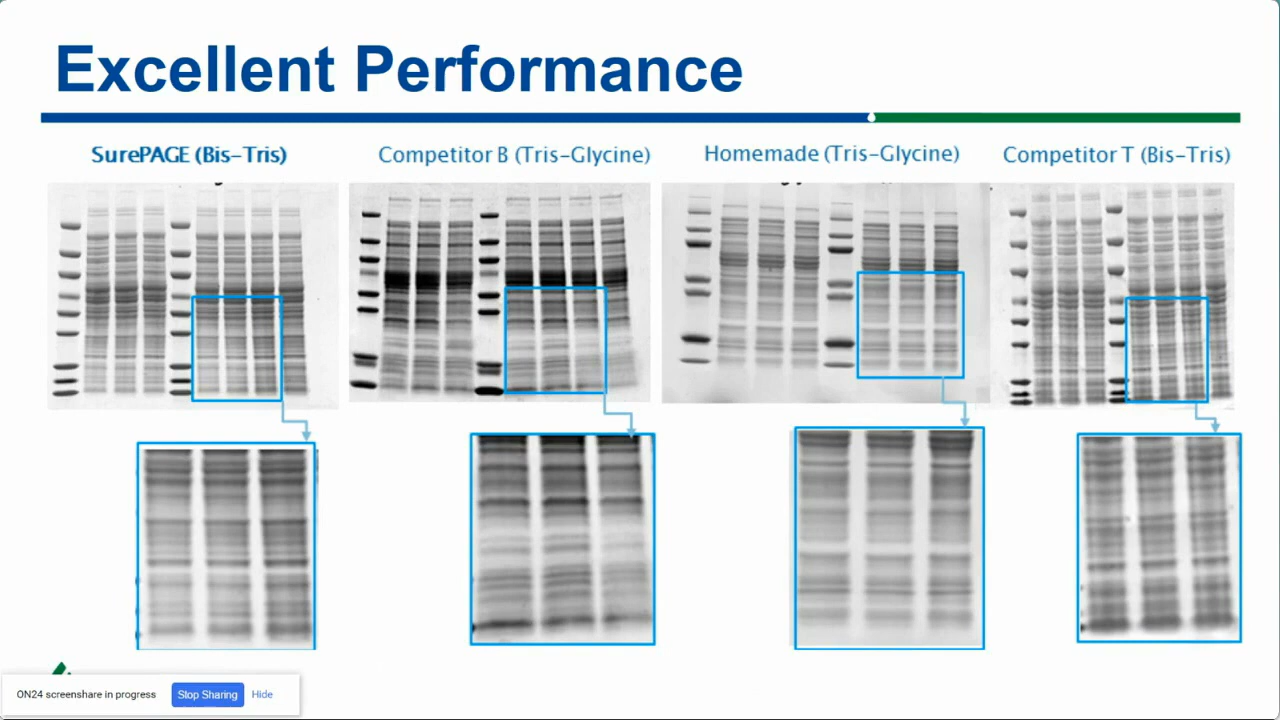 Excellent Performance
SurePAGE (Bis-Tris)
Competitor B (Tris-Glycine)
Homemade (Tris-Glycine)
Competitor T (Bis-Tris)
ON24 screenshare in progress
Stop Sharing
Hide